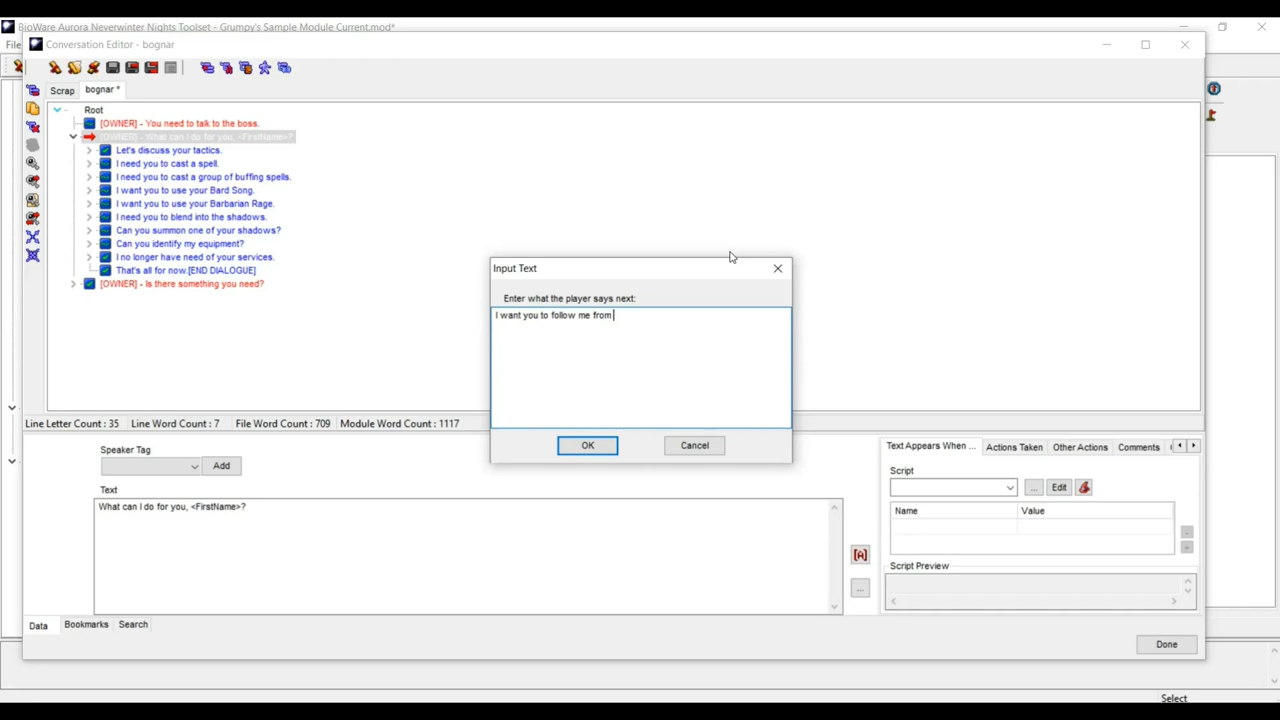 BioWare Aurora Neverwinter Nights Toolset - Grumpy's Sample Module Current.mod*
File
Conversation Editor - bognar
Scrap
bognar *
Root
[OWNER] - You need to talk to the boss.
[OWNER] - What can I do for you, <FirstName>?
Let's discuss your tactics.
I need you to cast a spell.
I need you to cast a group of buffing spells.
I want you to use your Bard Song.
I want you to use your Barbarian Rage.
I need you to blend into the shadows.
Can you summon one of your shadows?
Can you identify my equipment?
I no longer have need of your services.
That's all for now.[END DIALOGUE]
[OWNER] - Is there something you need?
Input Text
Enter what the player says next:
I want you to follow me from
OK
Cancel
Line Letter Count : 35
Line Word Count : 7
File Word Count : 709
Module Word Count : 1117
Speaker Tag
Add
Text
What can I do for you, <FirstName>?
[A]
...
Text Appears When ...
Actions Taken
Other Actions
Comments
Script
...
Edit
Name
Value
Script Preview
Data
Bookmarks
Search
Done
Select